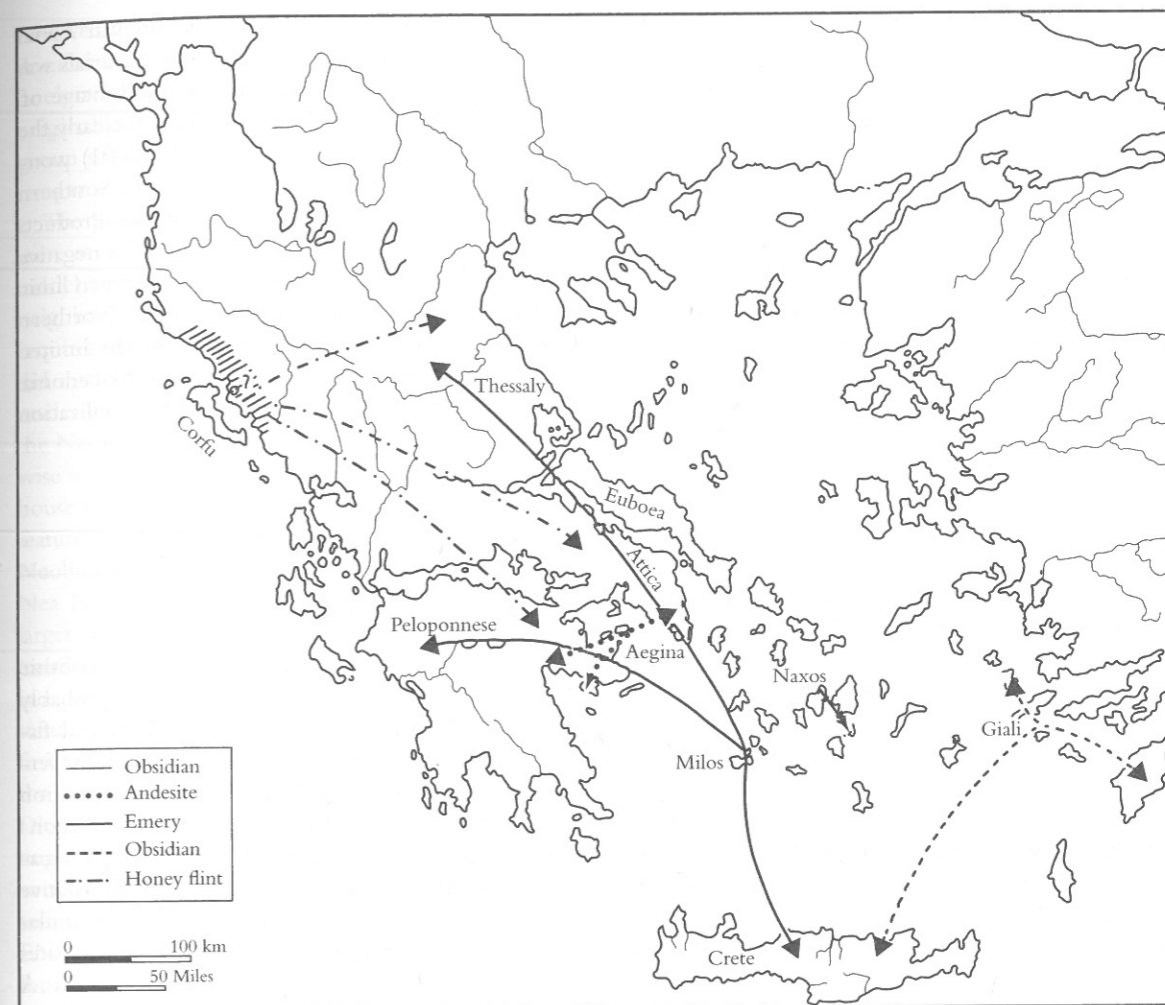 Thessaly
Corfu
?
Euboea
Attica
Peloponnese
Aegina
Naxos
Giali
Milos
Crete
Obsidian
Andesite
Emery
Obsidian
Honey flint
0 100 km
0 50 Miles